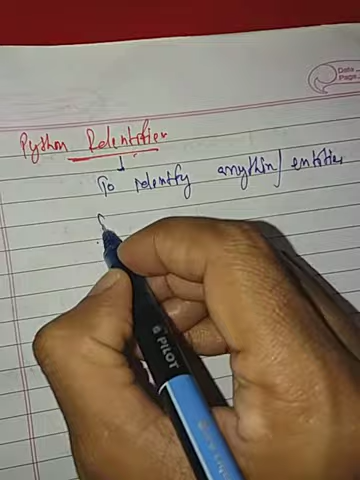 Date
Page
Python Identifier
To identify anything/ entities
PILOT